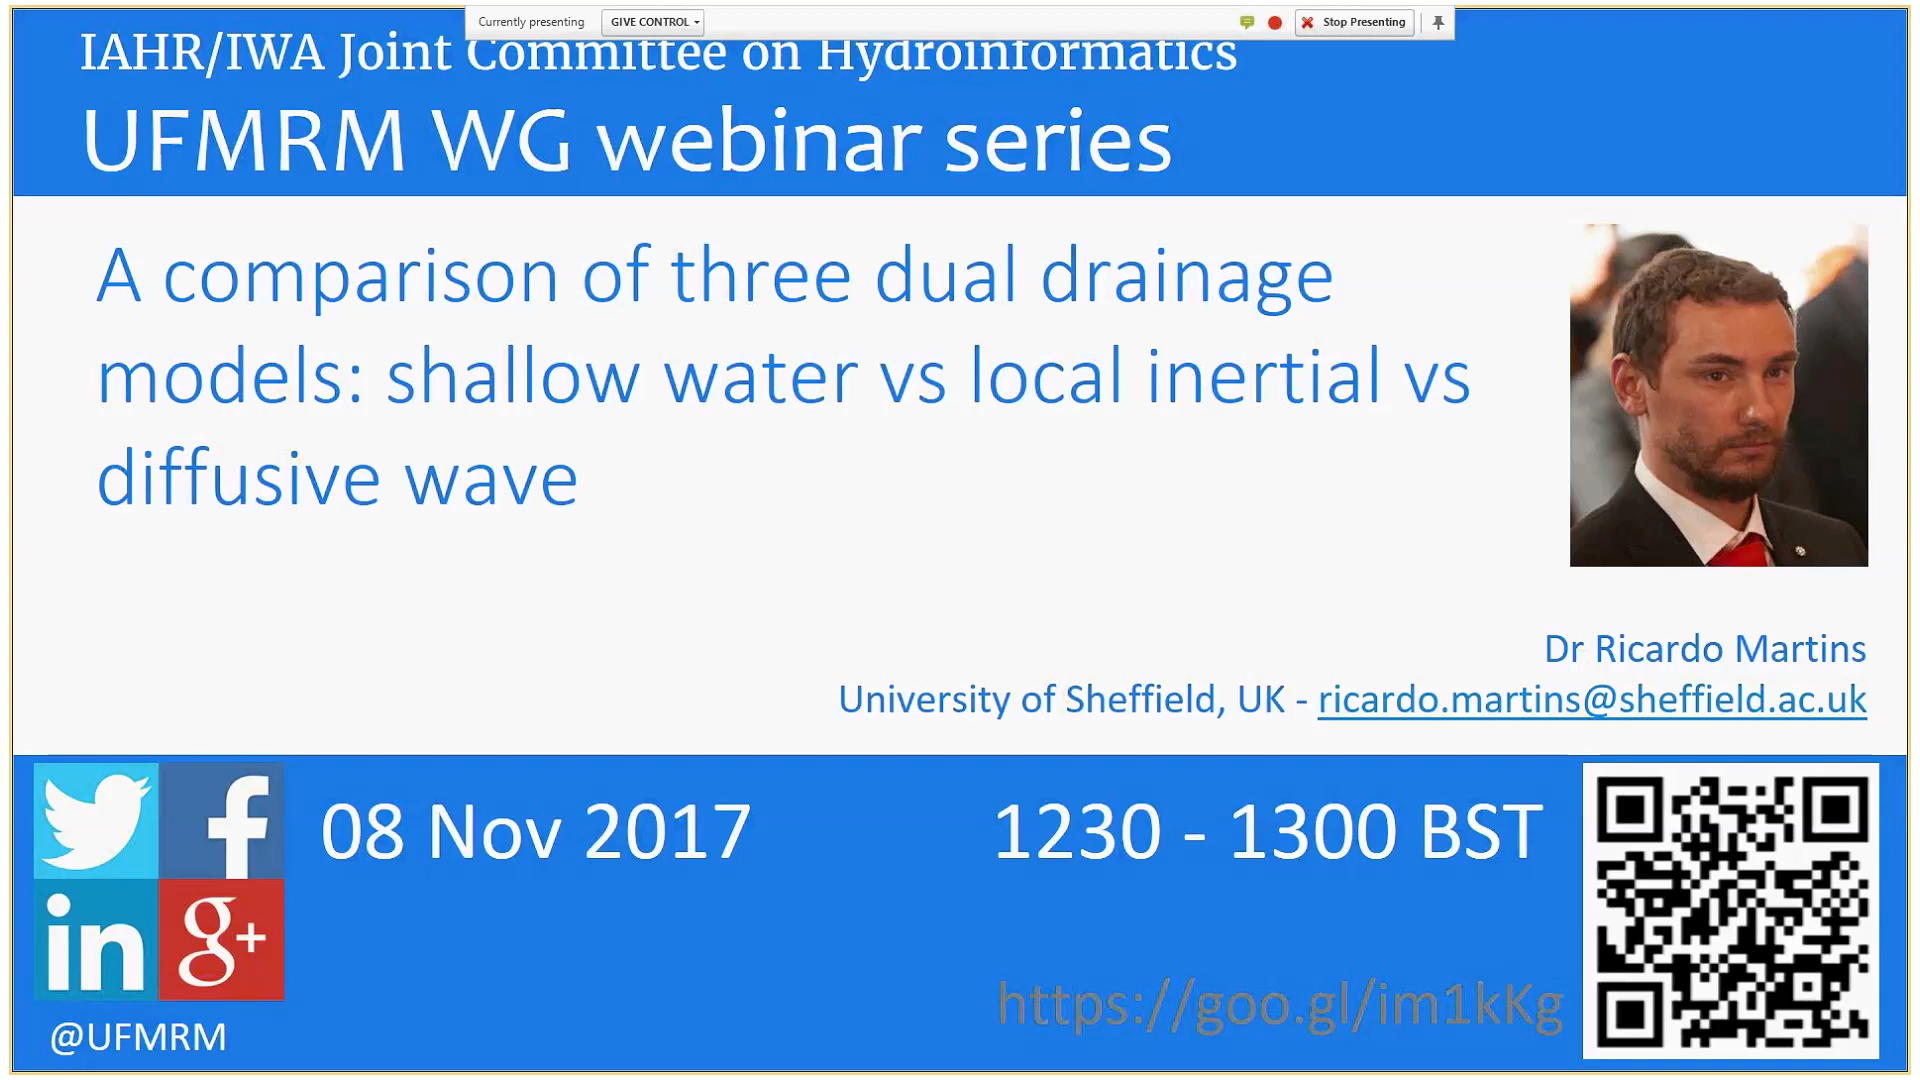 Currently presenting
GIVE CONTROL
Stop Presenting
IAHR/IWA Joint Committee on Hydroinformatics
UFMRM WG webinar series
A comparison of three dual drainage
models: shallow water vs local inertial vs
diffusive wave
Dr Ricardo Martins
University of Sheffield, UK - ricardo.martins@sheffield.ac.uk
08 Nov 2017
1230 - 1300 BST
f
in
g+
https://goo.gl/im1kKg
@UFMRM